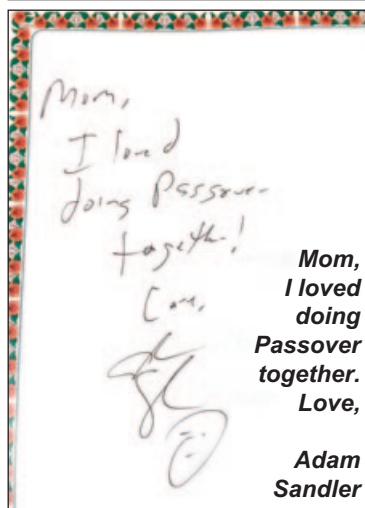 Mom,
I loved
doing Passover
together!
Love,
Mom,
I loved
doing
Passover
together.
Love,
Adam
Sandler